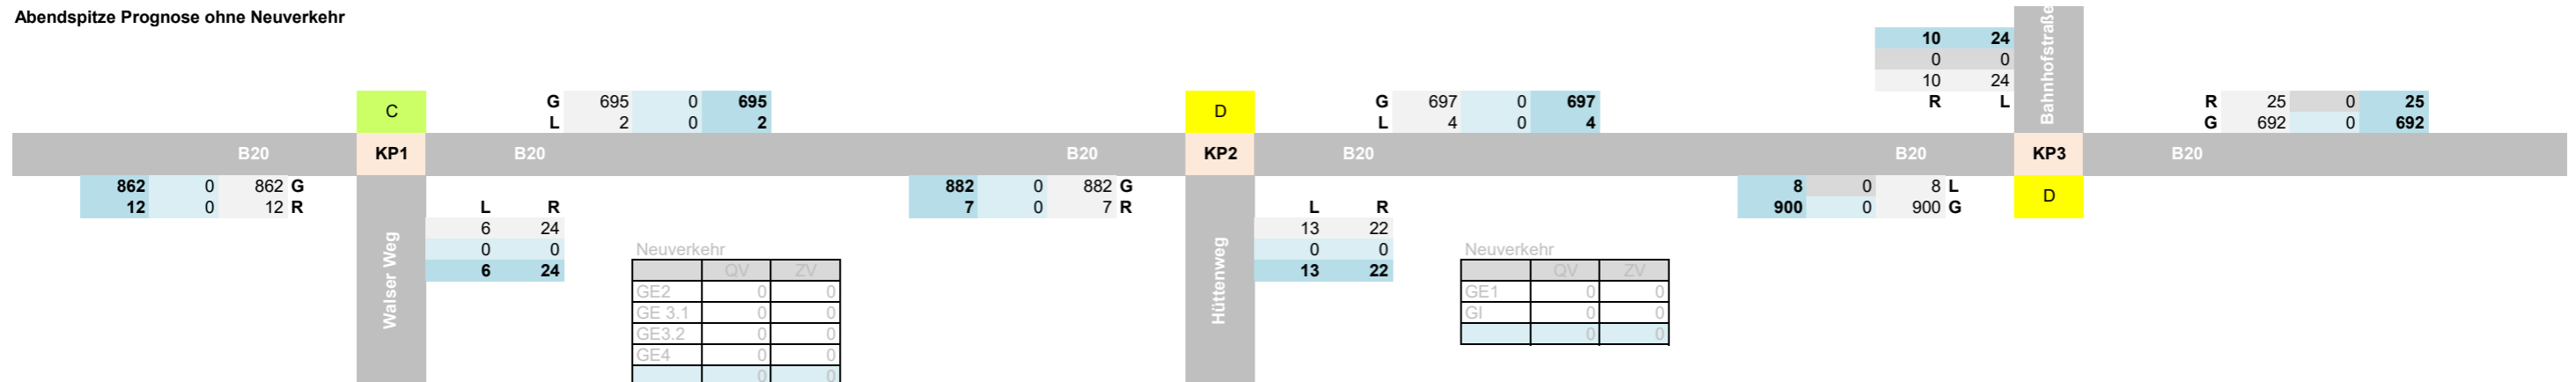 Abendspitze Prognose ohne Neuverkehr
10 24
0 0
10 24
R L
Bahnhofstraße
C
G 695 0 695
L 2 0 2
D
G 697 0 697
L 4 0 4
R 25 0 25
G 692 0 692
B20 KP1 B20 B20 KP2 B20 B20 KP3 B20
862 0 862 G
12 0 12 R
Walser Weg
L R
6 24
0 0
6 24
Neuverkehr
QV ZV
GE2 0 0
GE 3.1 0 0
GE3.2 0 0
GE4 0 0
0 0
882 0 882 G
7 0 7 R
Hüttenweg
L R
13 22
0 0
13 22
Neuverkehr
QV ZV
GE1 0 0
GI 0 0
0 0
8 0 8 L
900 0 900 G
D